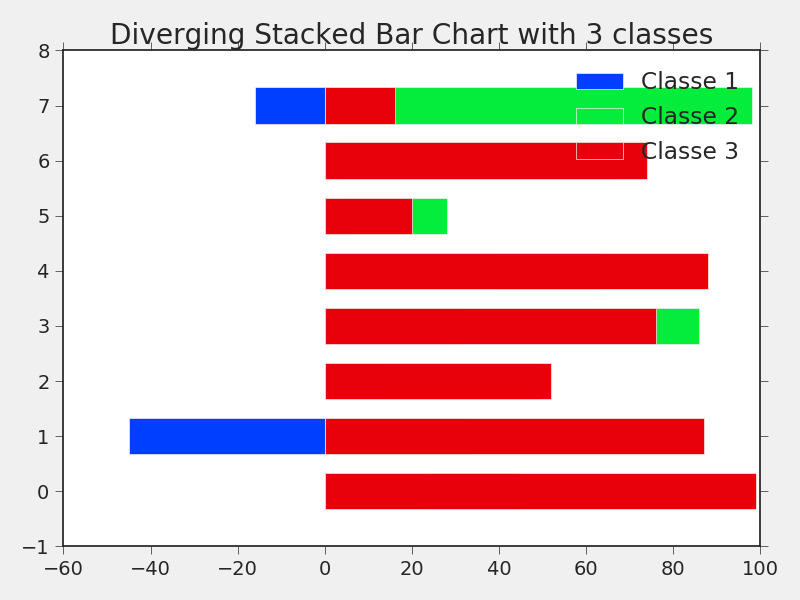 Diverging Stacked Bar Chart with 3 classes
8
7
6
5
4
3
2
1
0
−1
Classe 1
Classe 2
Classe 3
−60 −40 −20 0 20 40 60 80 100